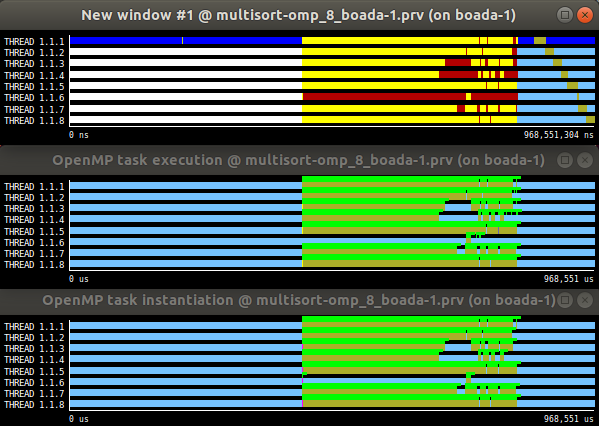 New window #1 @ multisort-omp_8_boada-1.prv (on boada-1)
THREAD 1.1.1
THREAD 1.1.2
THREAD 1.1.3
THREAD 1.1.4
THREAD 1.1.5
THREAD 1.1.6
THREAD 1.1.7
THREAD 1.1.8
0 ns 968,551,304 ns
OpenMP task execution @ multisort-omp_8_boada-1.prv (on boada-1)
THREAD 1.1.1
THREAD 1.1.2
THREAD 1.1.3
THREAD 1.1.4
THREAD 1.1.5
THREAD 1.1.6
THREAD 1.1.7
THREAD 1.1.8
0 us 968,551 us
OpenMP task instantiation @ multisort-omp_8_boada-1.prv (on boada-1)
THREAD 1.1.1
THREAD 1.1.2
THREAD 1.1.3
THREAD 1.1.4
THREAD 1.1.5
THREAD 1.1.6
THREAD 1.1.7
THREAD 1.1.8
0 us 968,551 us